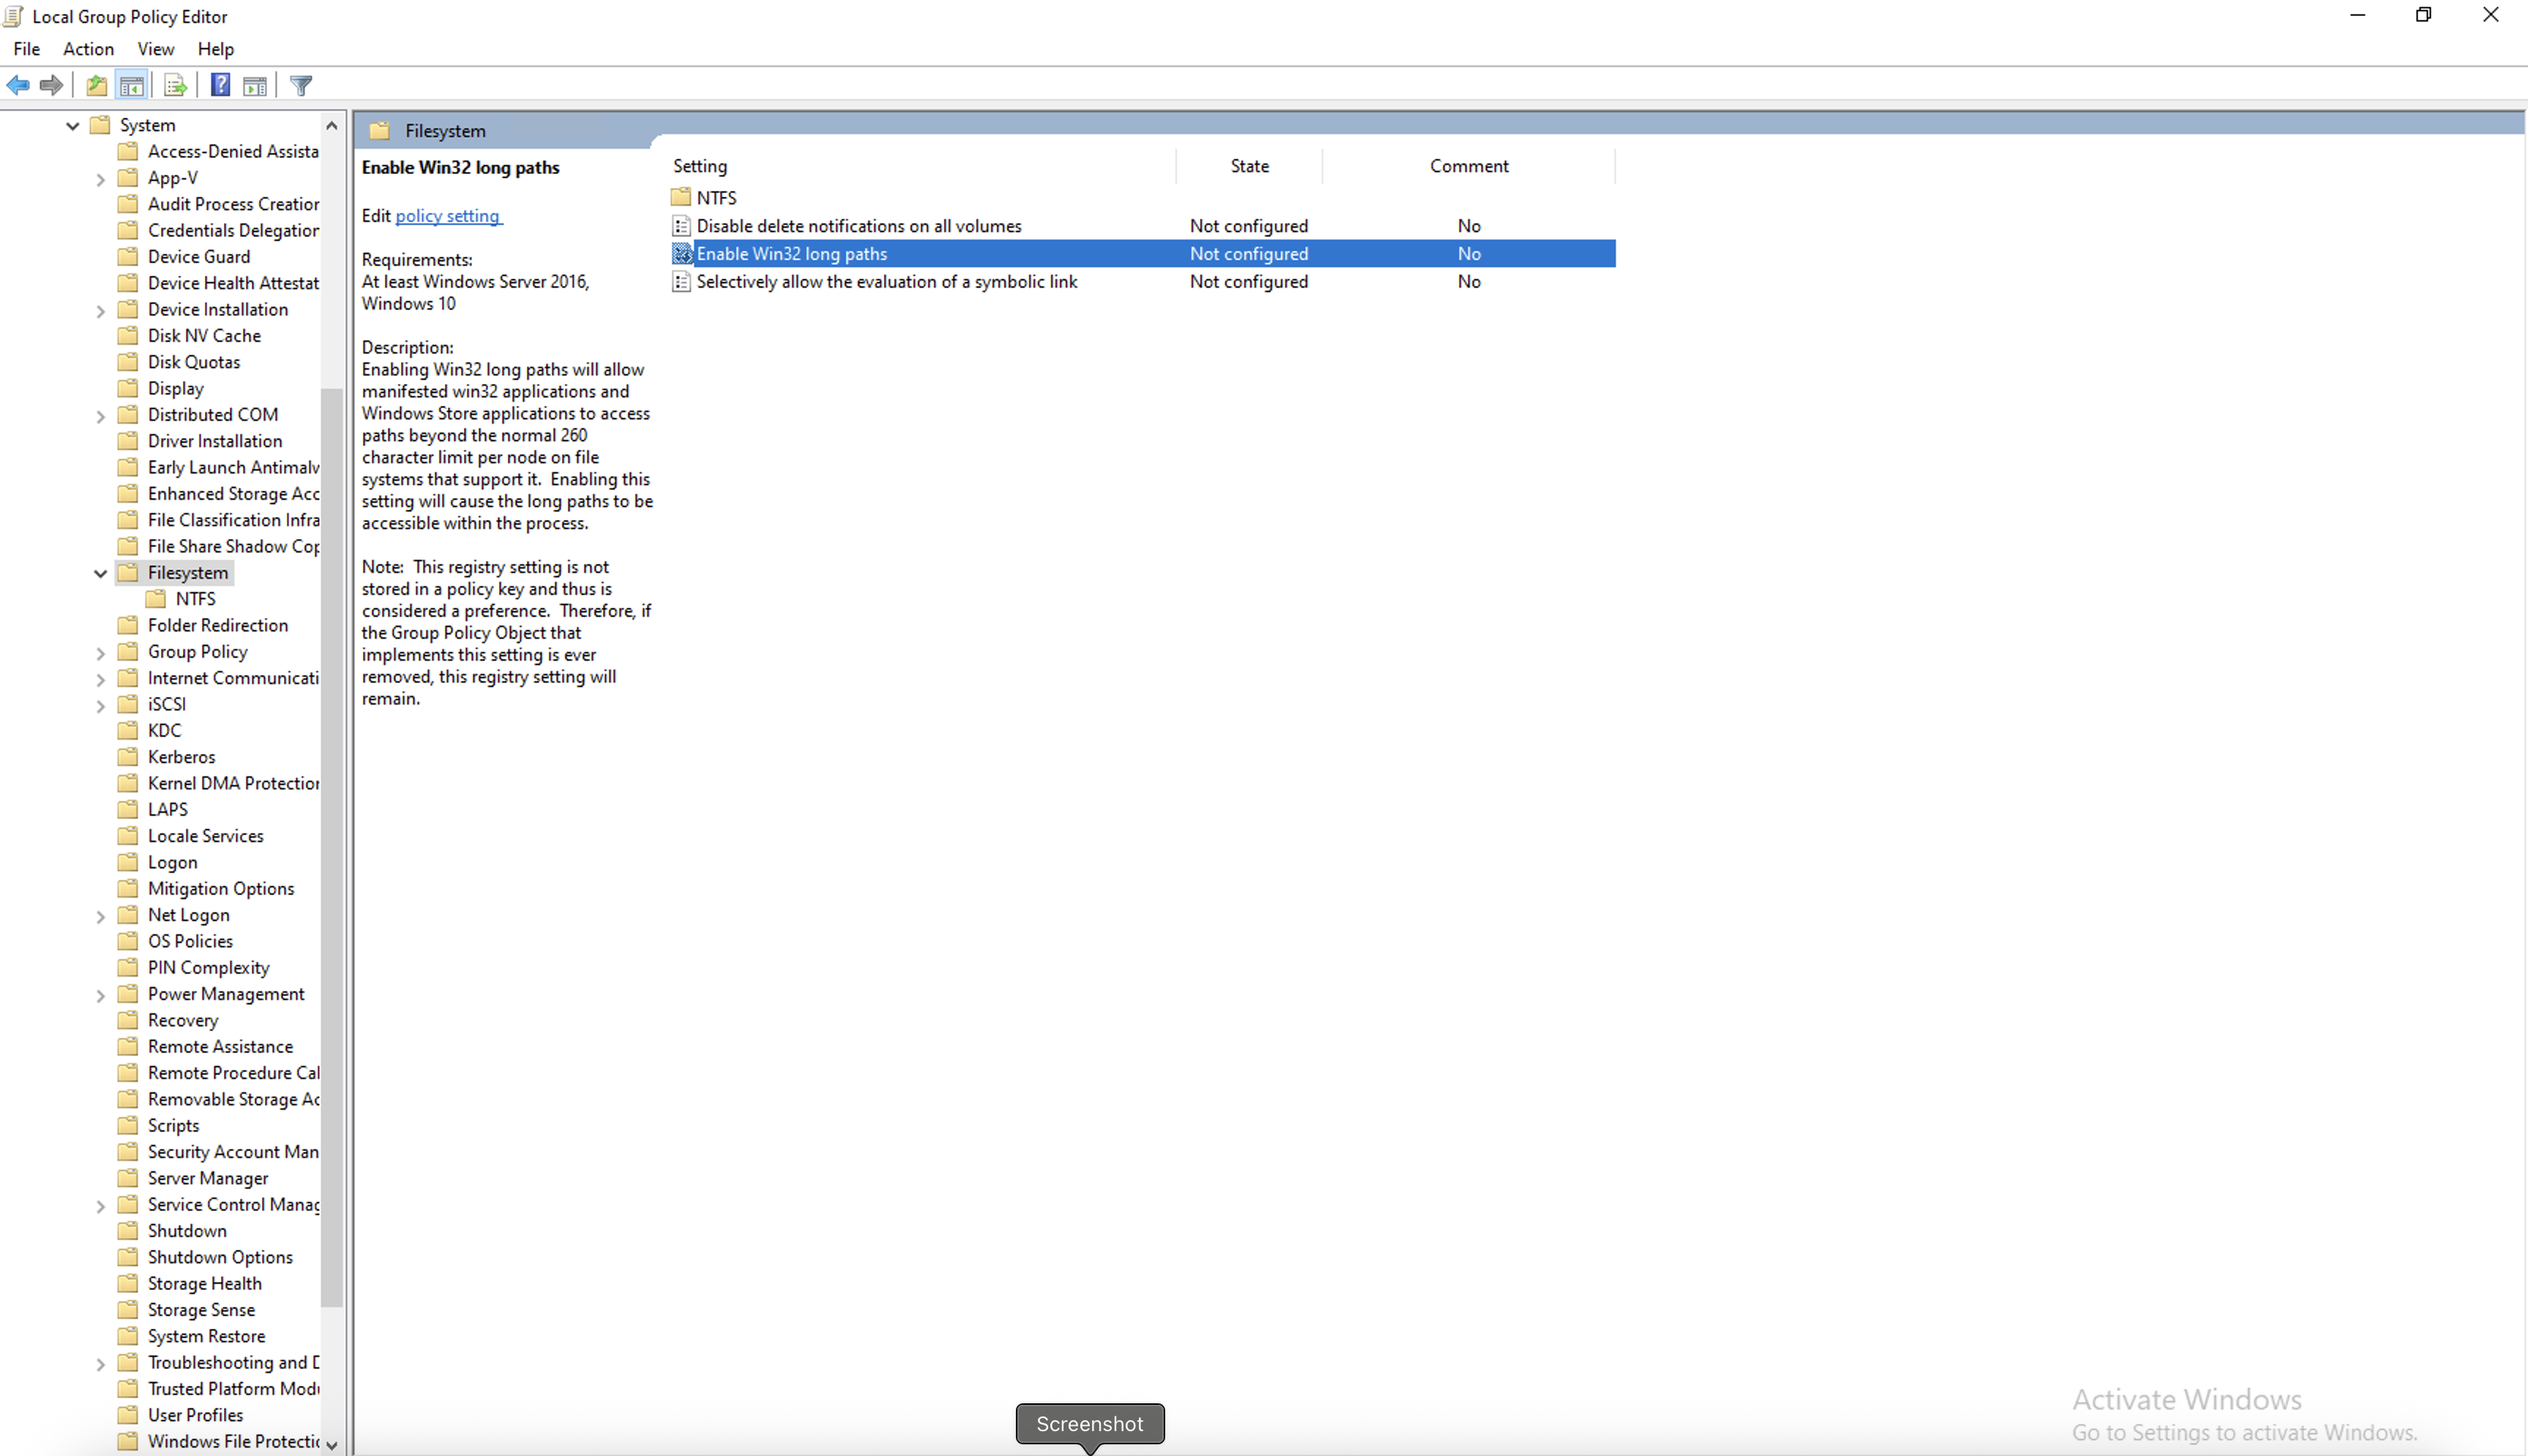 Local Group Policy Editor
File Action View Help
System
Access-Denied Assista
App-V
Audit Process Creation
Credentials Delegation
Device Guard
Device Health Attestat
Device Installation
Disk NV Cache
Disk Quotas
Display
Distributed COM
Driver Installation
Early Launch Antimalw
Enhanced Storage Acc
File Classification Infra
File Share Shadow Cop
Filesystem
NTFS
Folder Redirection
Group Policy
Internet Communicati
iSCSI
KDC
Kerberos
Kernel DMA Protection
LAPS
Locale Services
Logon
Mitigation Options
Net Logon
OS Policies
PIN Complexity
Power Management
Recovery
Remote Assistance
Remote Procedure Cal
Removable Storage Ac
Scripts
Security Account Man
Server Manager
Service Control Manag
Shutdown
Shutdown Options
Storage Health
Storage Sense
System Restore
Troubleshooting and D
Trusted Platform Modu
User Profiles
Windows File Protectic
Filesystem
Enable Win32 long paths
Edit policy setting
Requirements:
At least Windows Server 2016,
Windows 10
Description:
Enabling Win32 long paths will allow
manifested win32 applications and
Windows Store applications to access
paths beyond the normal 260
character limit per node on file
systems that support it.  Enabling this
setting will cause the long paths to be
accessible within the process.
Note:  This registry setting is not
stored in a policy key and thus is
considered a preference.  Therefore, if
the Group Policy Object that
implements this setting is ever
removed, this registry setting will
remain.
Setting State Comment
NTFS
Disable delete notifications on all volumes Not configured No
Enable Win32 long paths Not configured No
Selectively allow the evaluation of a symbolic link Not configured No
Screenshot
Activate Windows
Go to Settings to activate Windows.